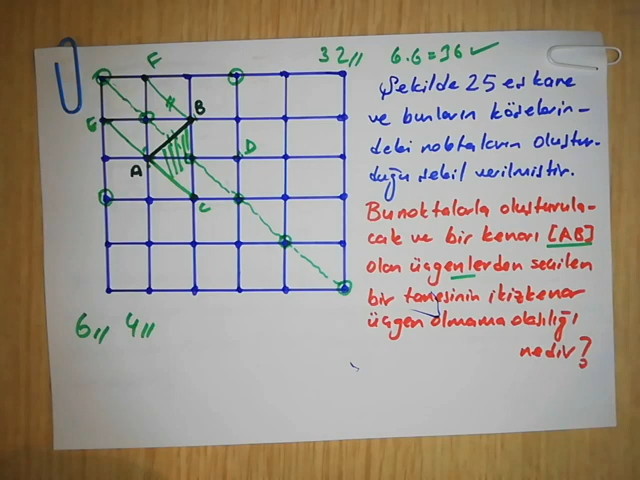 32,, 6.6=36 ✓
F
B
E
A
D
C
Şekilde 25 eş kare
ve bunların köşelerin-
deki noktaların oluştur-
duğu şekil verilmiştir.
Bu noktalarla oluşturula-
cak ve bir kenarı [AB]
olan üçgenlerden seçilen
bir tanesinin ikizkenar
üçgen olmama olasılığı
nedir?
6,, 4,,